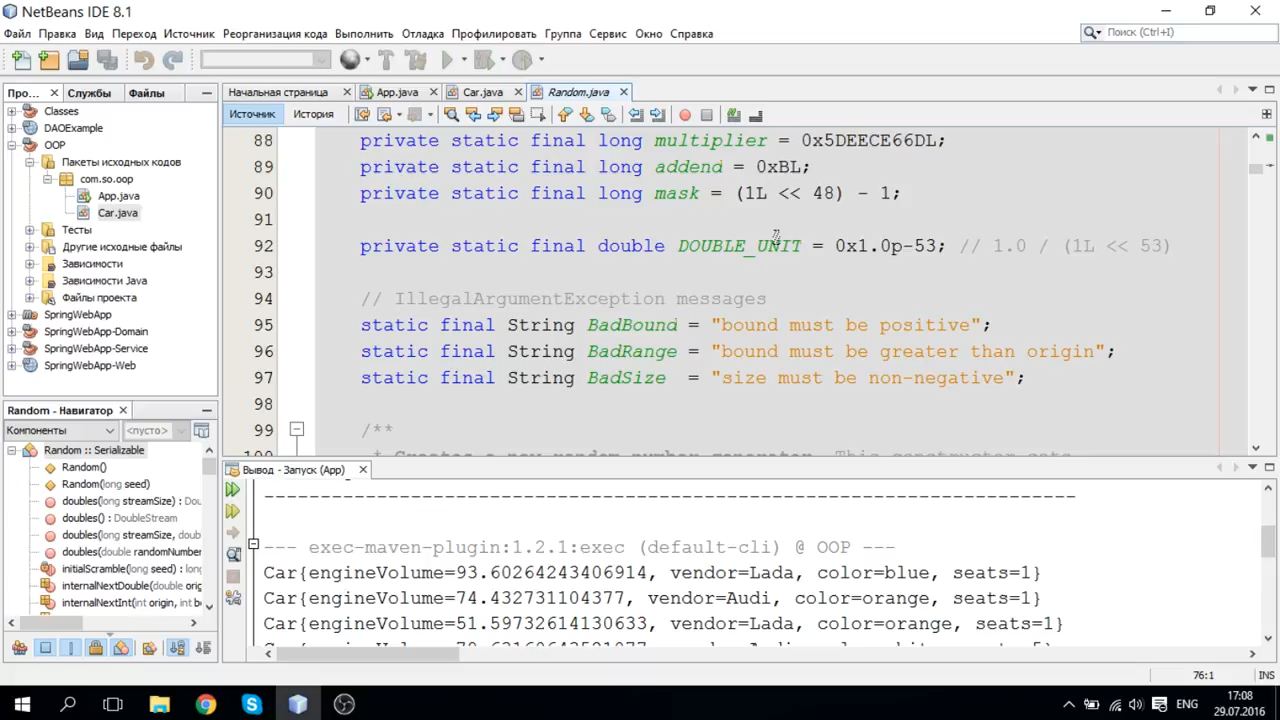 NetBeans IDE 8.1
Файл Правка Вид Переход Источник Реорганизация кода Выполнить Отладка Профилировать Группа Сервис Окно Справка
Поиск (Ctrl+I)
Про... Службы Файлы
Начальная страница App.java Car.java Random.java
Источник История
Classes
DAOExample
OOP
Пакеты исходных кодов
com.so.oop
App.java
Car.java
Тесты
Другие исходные файлы
Зависимости
Зависимости Java
Файлы проекта
SpringWebApp
SpringWebApp-Domain
SpringWebApp-Service
SpringWebApp-Web
88 private static final long multiplier = 0x5DEECE66DL;
89 private static final long addend = 0xBL;
90 private static final long mask = (1L << 48) - 1;
91
92 private static final double DOUBLE_UNIT = 0x1.0p-53; // 1.0 / (1L << 53)
93
94 // IllegalArgumentException messages
95 static final String BadBound = "bound must be positive";
96 static final String BadRange = "bound must be greater than origin";
97 static final String BadSize  = "size must be non-negative";
98
99 /**
100 * Creates a new random number generator. This constructor sets
Random - Навигатор
Компоненты <пусто>
Random :: Serializable
Random()
Random(long seed)
doubles(long streamSize) : Dou
doubles() : DoubleStream
doubles(long streamSize, doub
doubles(double randomNumber
initialScramble(long seed) : long
internalNextDouble(double orig
internalNextInt(int origin, int b
Вывод - Запуск (App)
------------------------------------------------------------------------
--- exec-maven-plugin:1.2.1:exec (default-cli) @ OOP ---
Car{engineVolume=93.60264243406914, vendor=Lada, color=blue, seats=1}
Car{engineVolume=74.432731104377, vendor=Audi, color=orange, seats=1}
Car{engineVolume=51.59732614130633, vendor=Lada, color=orange, seats=1}
76:1 INS
ENG
17:08
29.07.2016